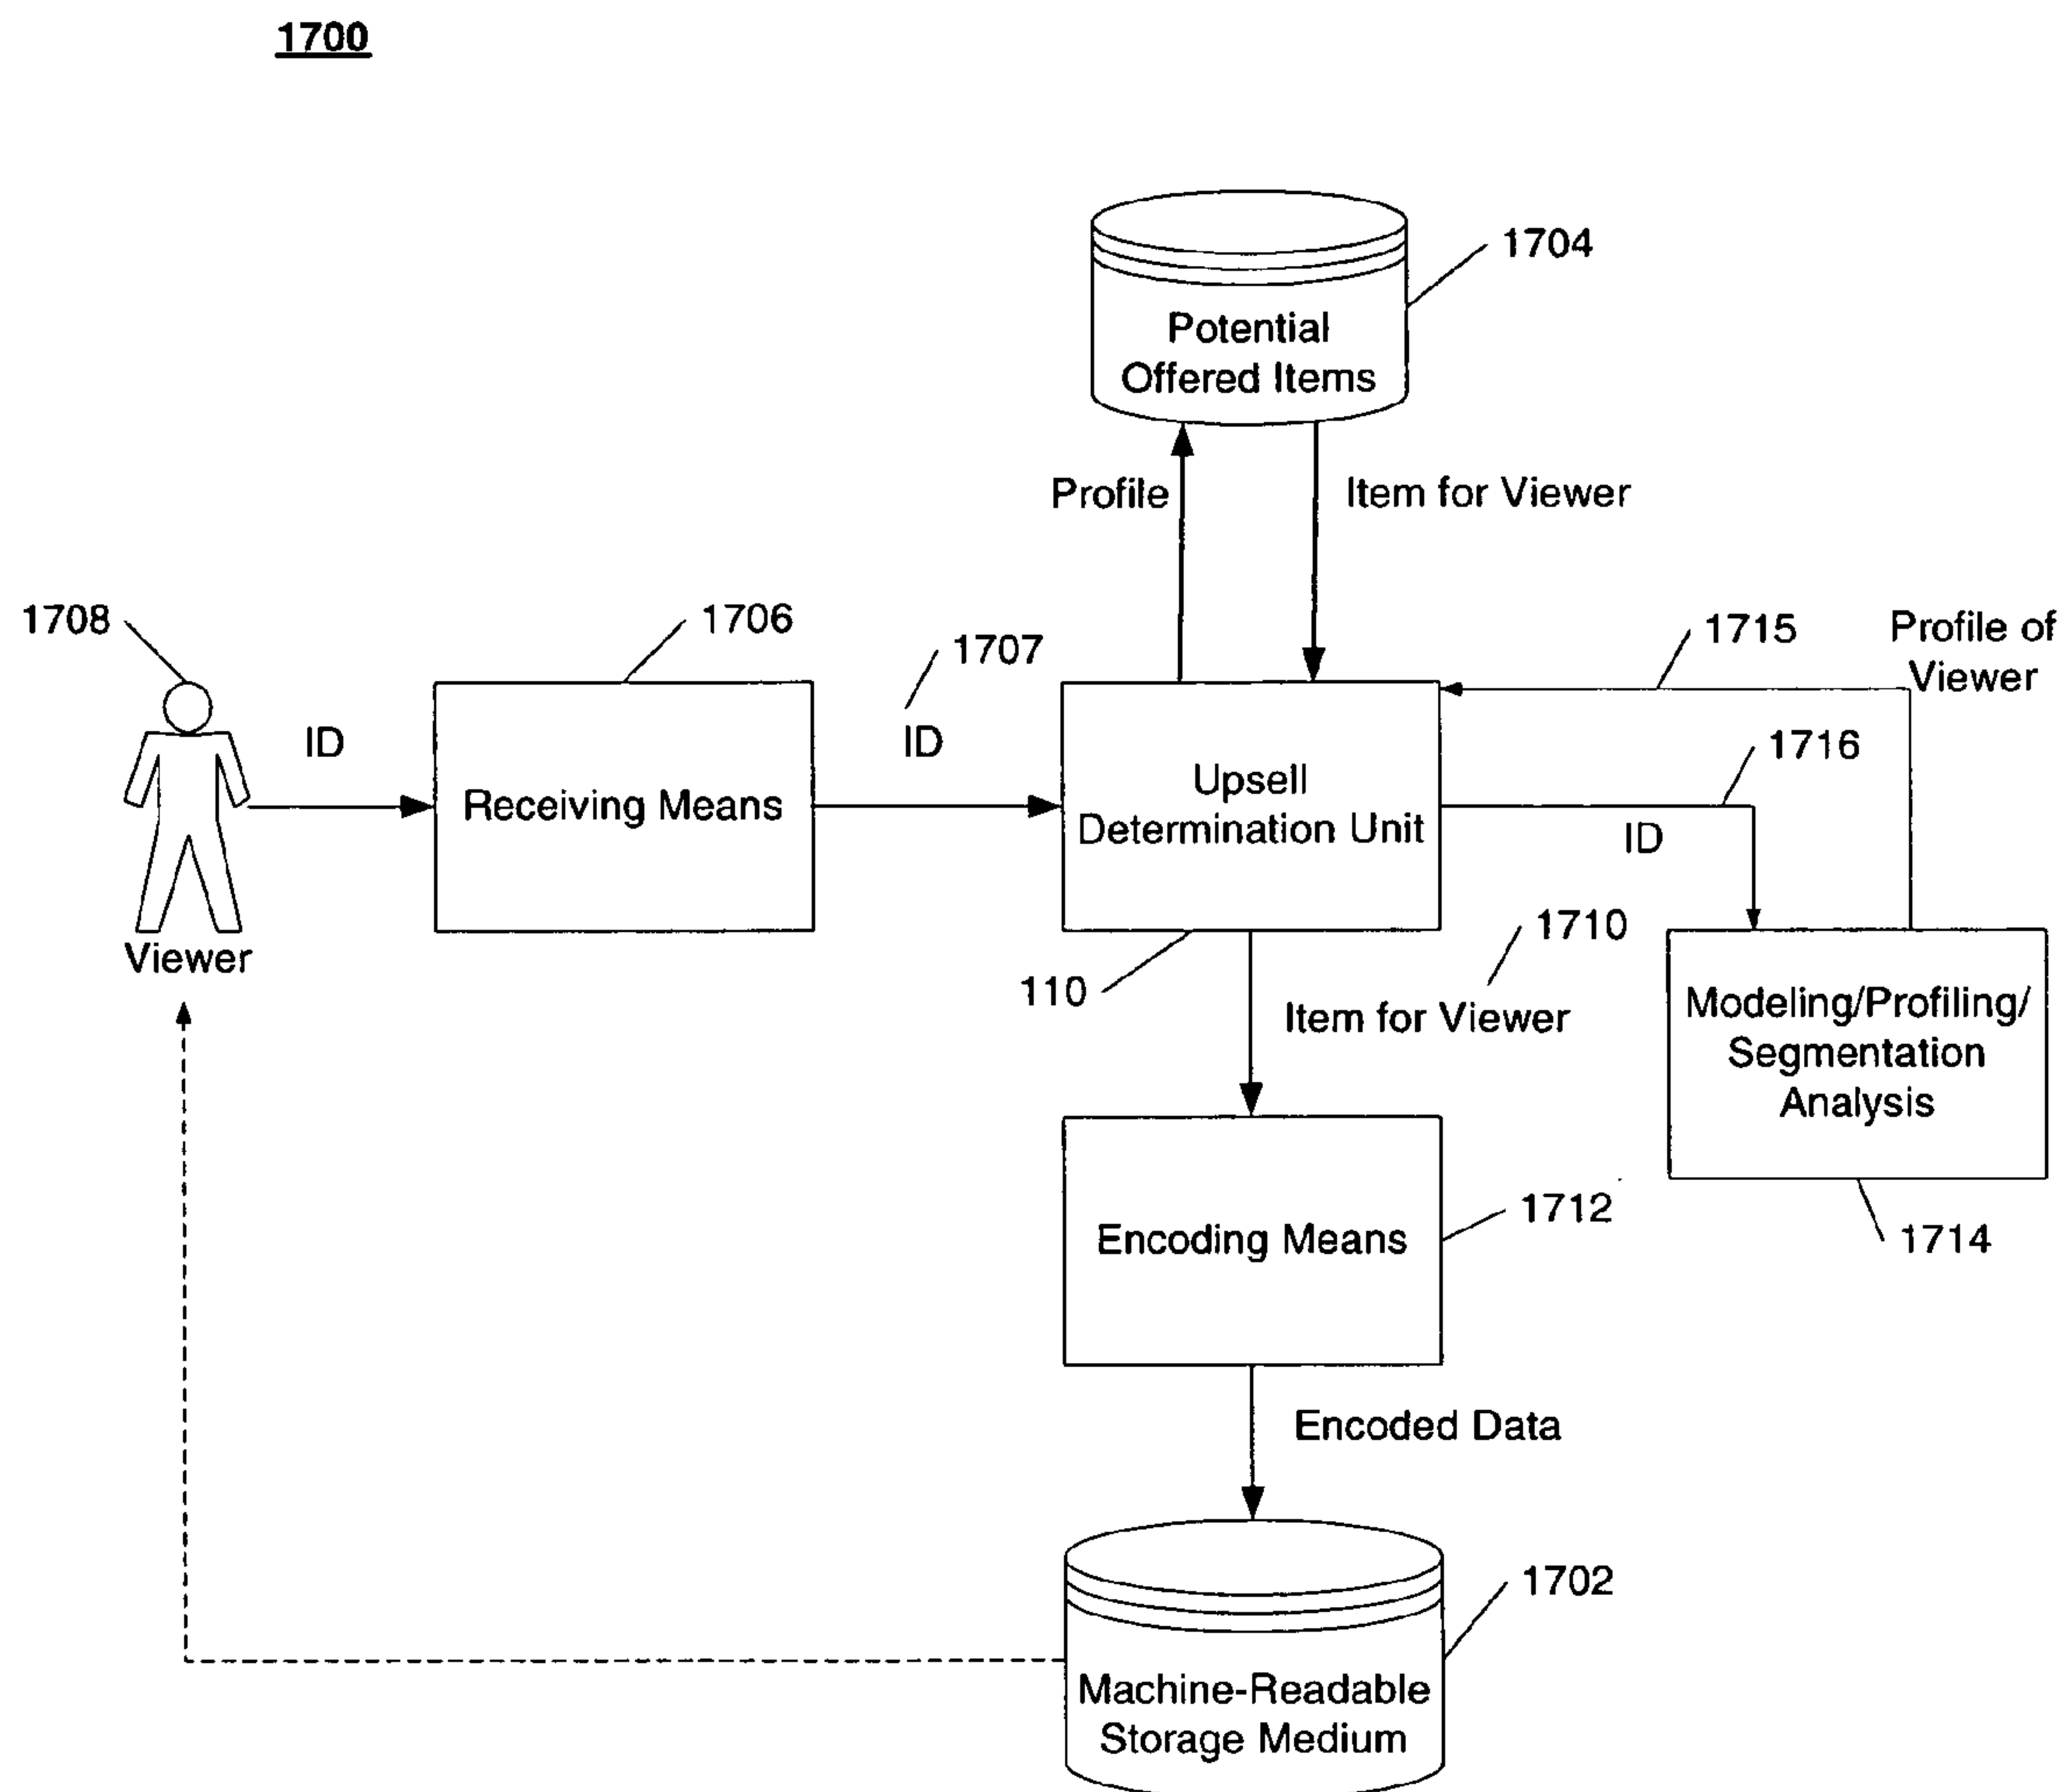 1700
1704
Potential
Offered Items
Profile
Item for Viewer
1708
1706
1707
1715
Profile of
Viewer
ID
ID
1716
Receiving Means
Upsell
Determination Unit
ID
Viewer
110
1710
Item for Viewer
Modeling/Profiling/
Segmentation
Analysis
1712
Encoding Means
1714
Encoded Data
1702
Machine-Readable
Storage Medium